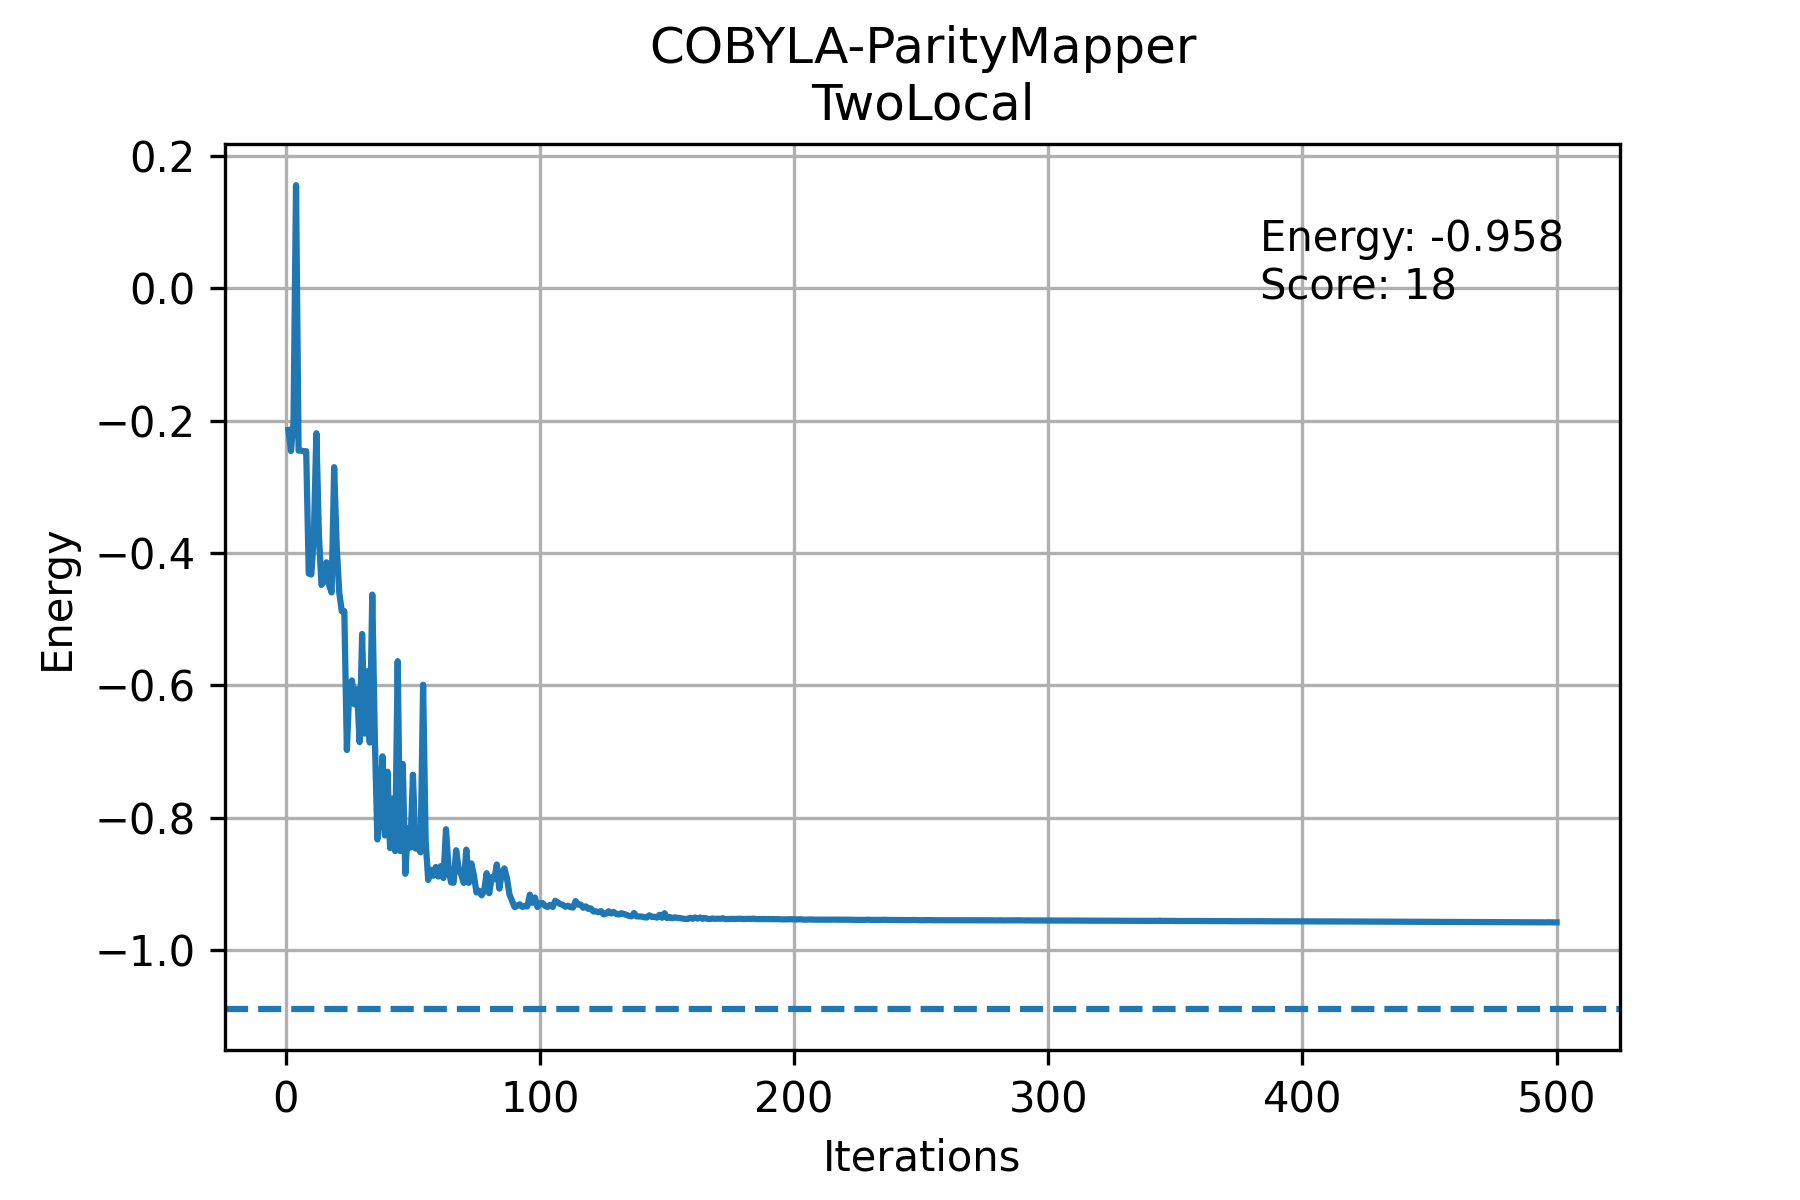 COBYLA-ParityMapper
TwoLocal
Energy: -0.958
Score: 18
0.2
0.0
−0.2
−0.4
−0.6
−0.8
−1.0
Energy
0 100 200 300 400 500
Iterations